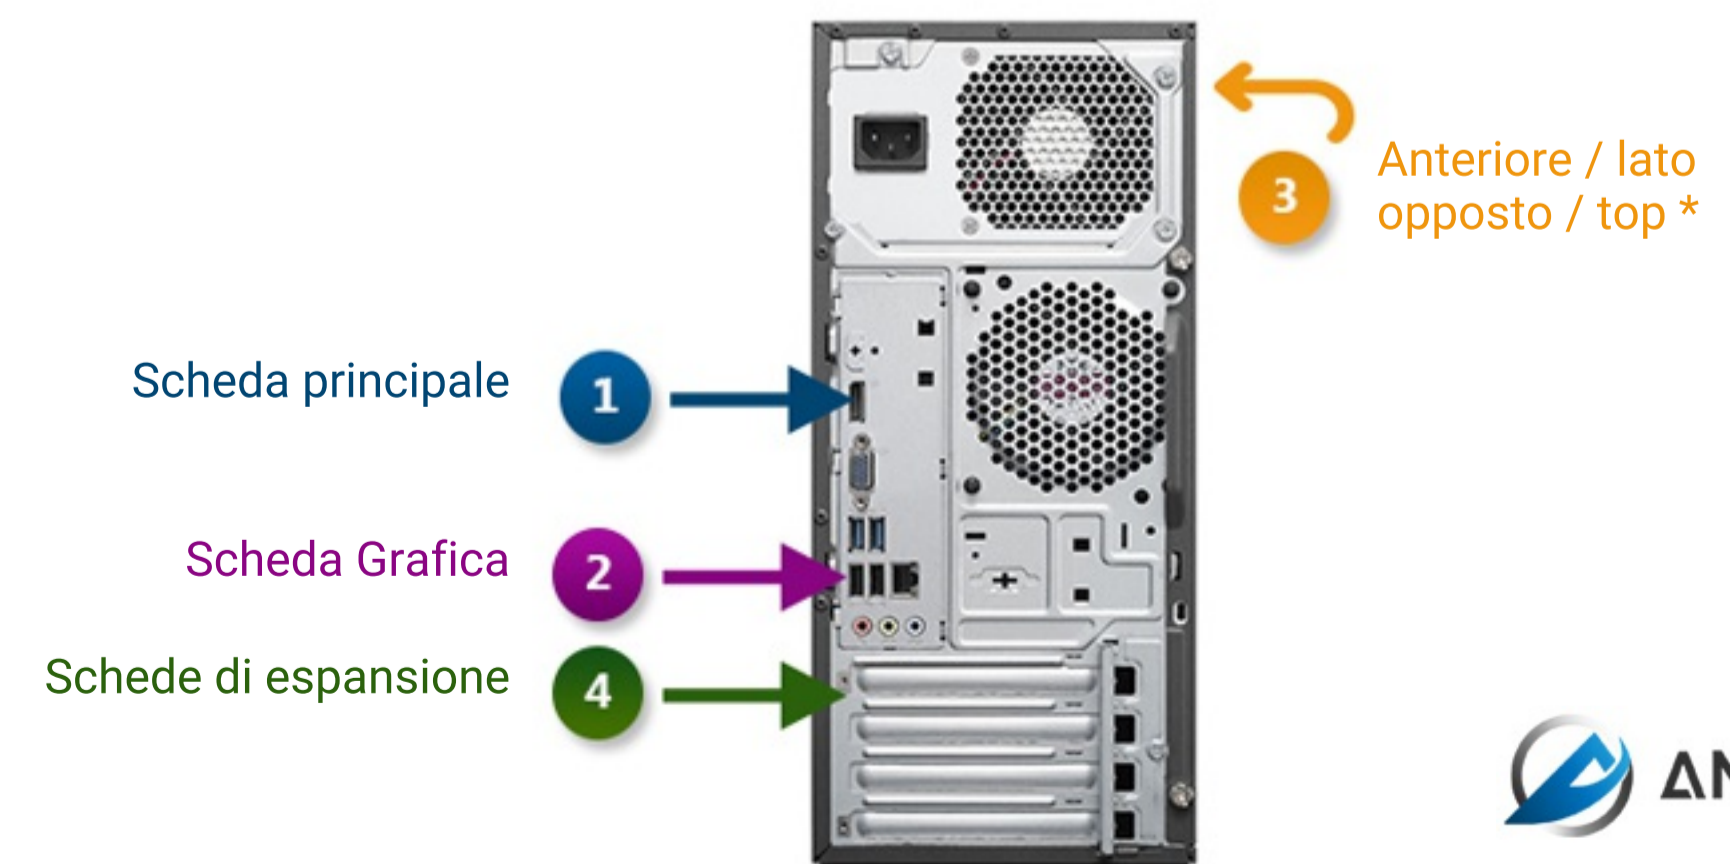 3
Anteriore / lato
opposto / top *
Scheda principale
1
Scheda Grafica
2
Schede di espansione
4